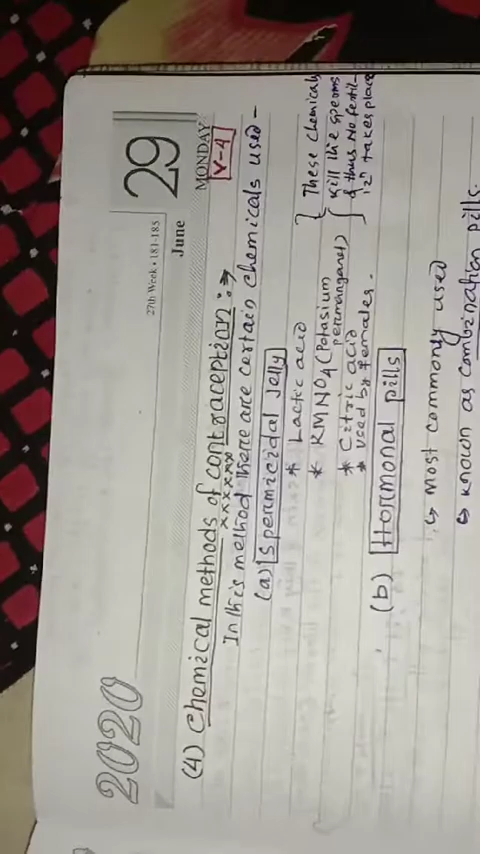 2020
27th Week • 181-185
29
June
MONDAY
V-4
(4) Chemical methods of contraception :→
xxxxxxx
In this method there are certain chemicals used -
(a) Spermicidal Jelly
* Lactic acid
* KMNO4 (Potasium permanganet)
* Citric acid
* used by females -
} These chemicals
kill the sperms
& thus No fertil-
izn takes place
(b) Hormonal pills
↳ most commonly used
↳ known as combination pills.